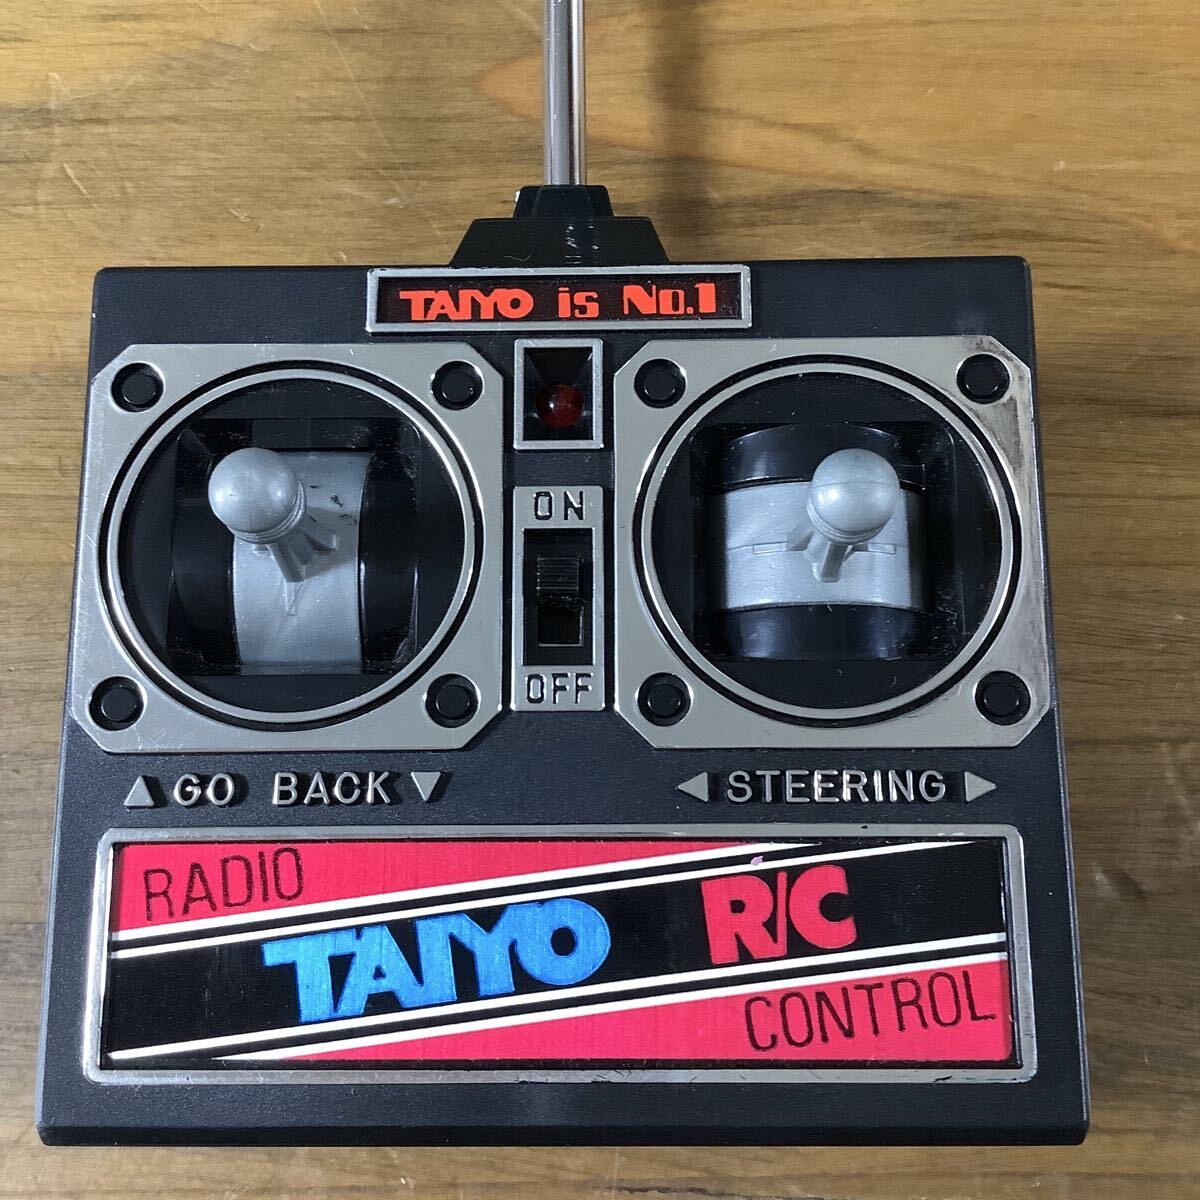 TAIYO is No.1
ON
OFF
▲ GO BACK ▼
◀ STEERING ▶
RADIO
TAIYO R/C
CONTROL